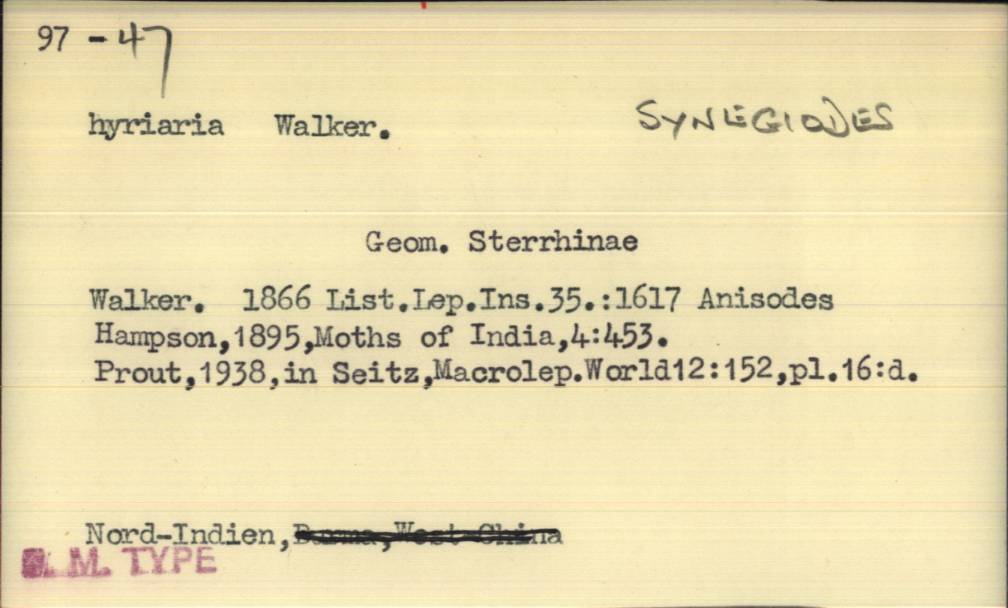 97 -47
hyriaria Walker. SYNEGIODES
Geom. Sterrhinae
Walker. 1866 List.Lep.Ins.35.:1617 Anisodes
Hampson,1895,Moths of India,4:453.
Prout,1938,in Seitz,Macrolep.World12:152,pl.16:d.
Nord-Indien,Burma,West China
M. TYPE